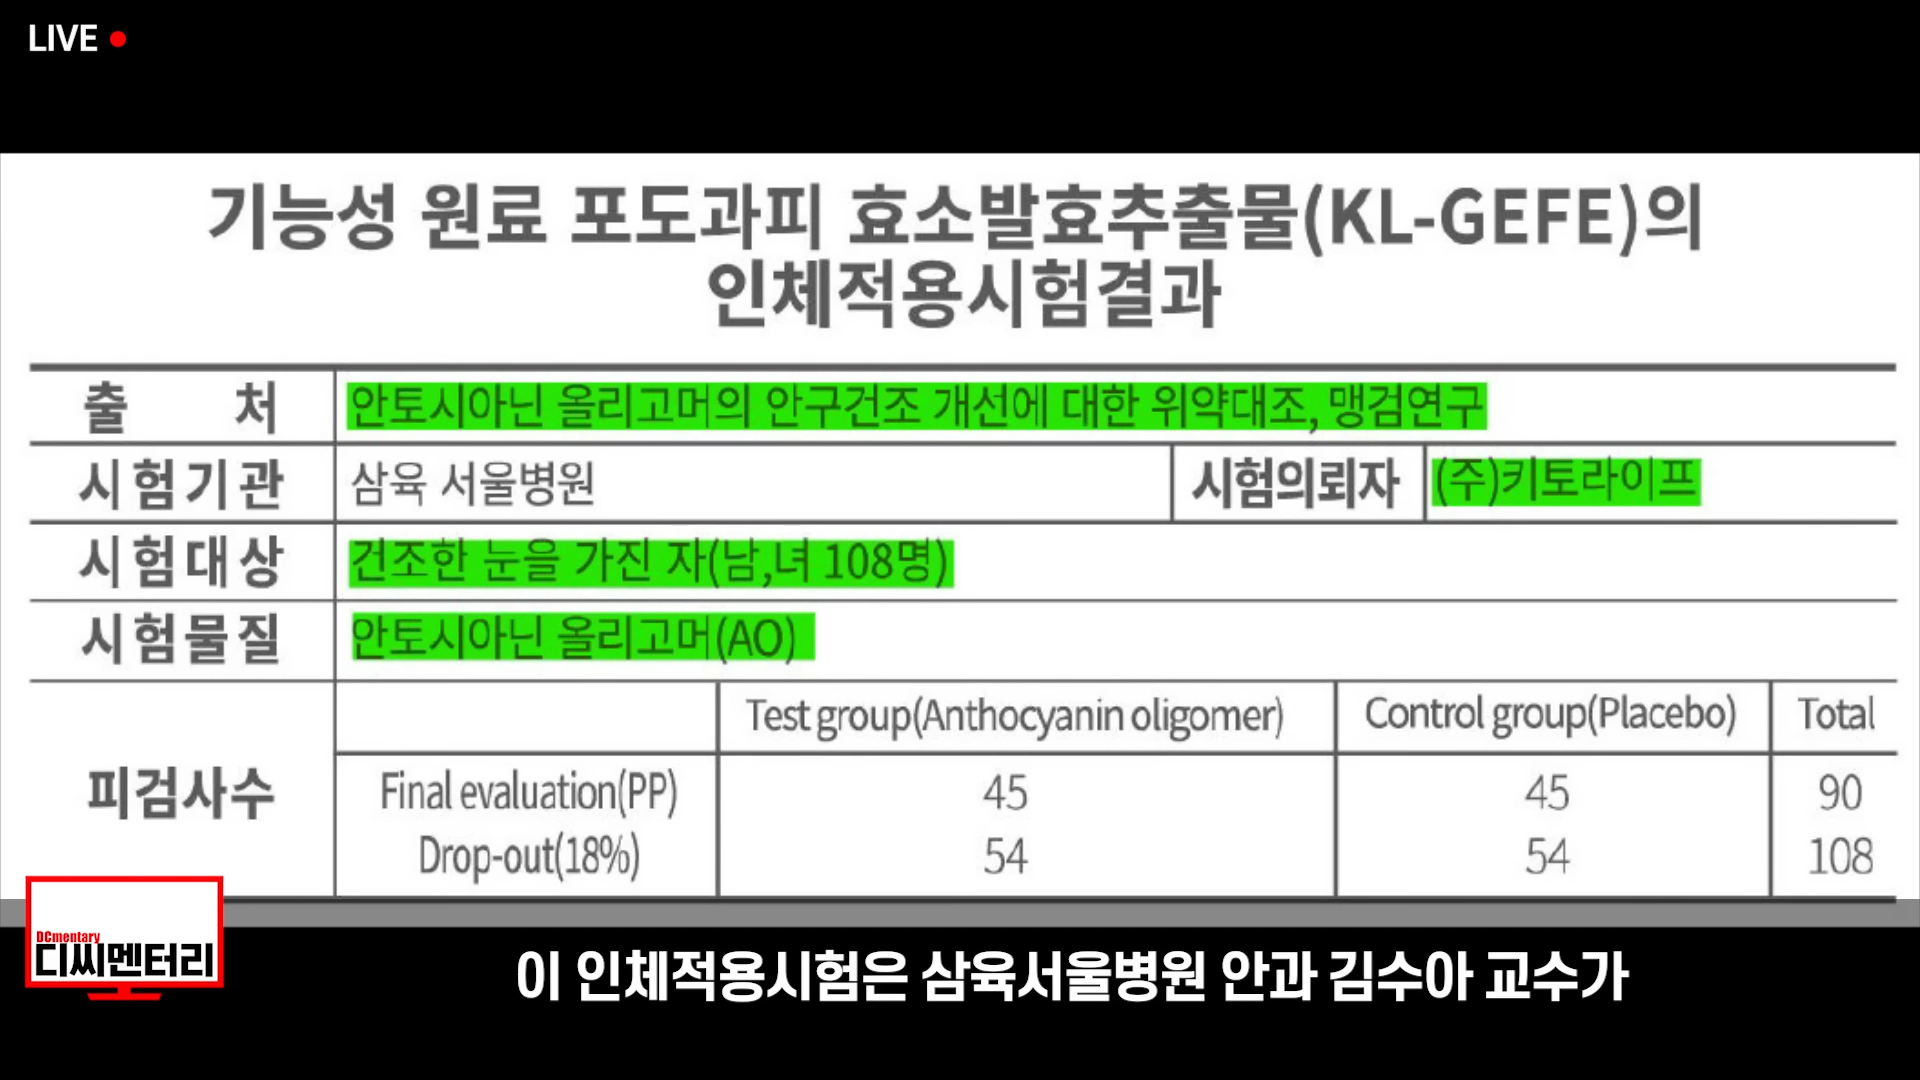 LIVE
기능성 원료 포도과피 효소발효추출물(KL-GEFE)의
인체적용시험결과
출 처 안토시아닌 올리고머의 안구건조 개선에 대한 위약대조, 맹검연구
시험기관 삼육 서울병원 시험의뢰자 (주)키토라이프
시험대상 건조한 눈을 가진 자(남,녀 108명)
시험물질 안토시아닌 올리고머(AO)
Test group(Anthocyanin oligomer) Control group(Placebo) Total
피검사수 Final evaluation(PP) 45 45 90
Drop-out(18%) 54 54 108
DCmentary
디씨멘터리
이 인체적용시험은 삼육서울병원 안과 김수아 교수가